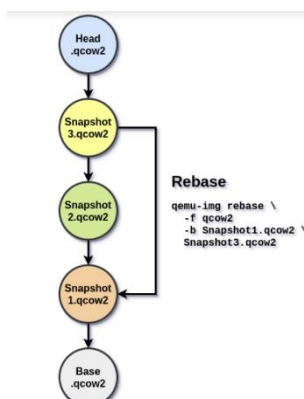 Head
.qcow2
Snapshot
3.qcow2
Rebase
qemu-img rebase \
-f qcow2
-b Snapshot1.qcow2 \
Snapshot3.qcow2
Snapshot
2.qcow2
Snapshot
1.qcow2
Base
.qcow2